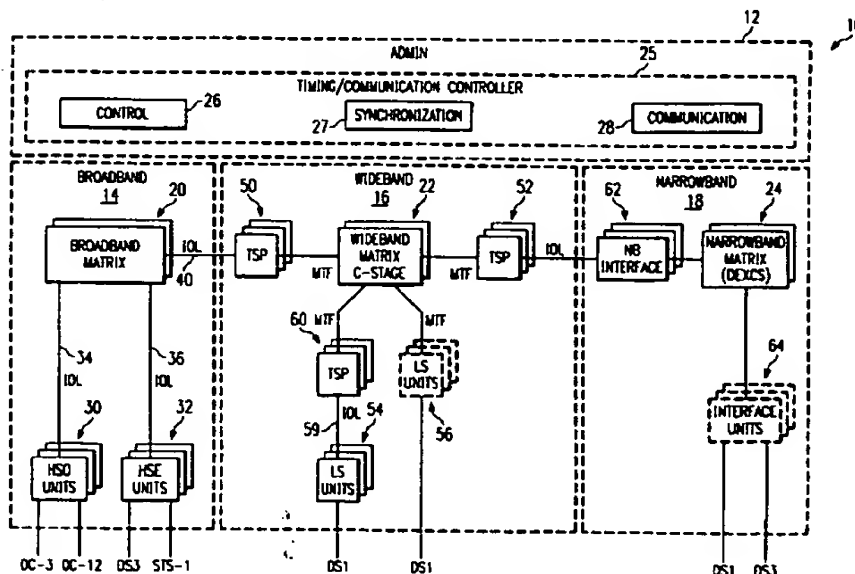 12
10
ADMIN
25
TIMING/COMMUNICATION CONTROLLER
CONTROL 26
SYNCHRONIZATION 27
COMMUNICATION 28
BROADBAND 14
WIDEBAND 16
NARROWBAND 18
20 50 22 52 62 24
BROADBAND MATRIX
IOL 40
TSP
MTF
WIDEBAND MATRIX C-STAGE
MTF
TSP
IOL
NB INTERFACE
NARROWBAND MATRIX (DEXCS)
34 IOL
36 IOL
60
MTF
MTF
TSP
LS UNITS
56
64
INTERFACE UNITS
30
HSO UNITS
32
HSE UNITS
59 IOL
54
LS UNITS
OC-3 OC-12 DS3 STS-1 DS1 DS1 DS1 DS3